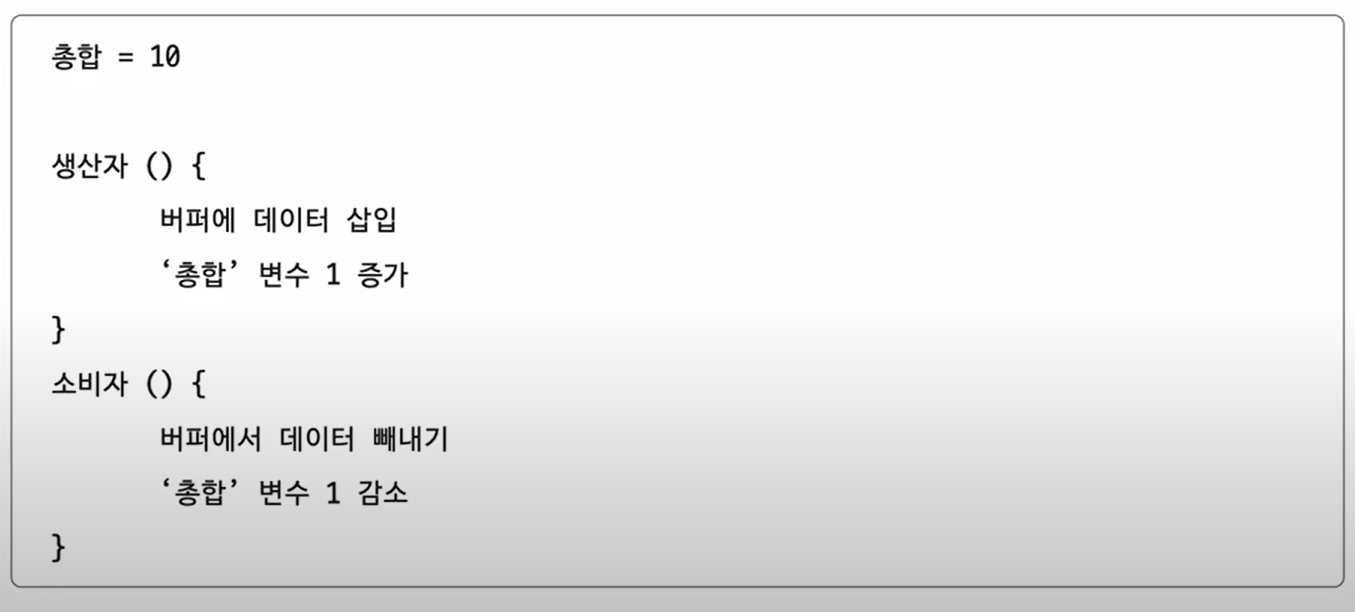 총합 = 10
생산자 () {
버퍼에 데이터 삽입
‘총합’ 변수 1 증가
}
소비자 () {
버퍼에서 데이터 빼내기
‘총합’ 변수 1 감소
}